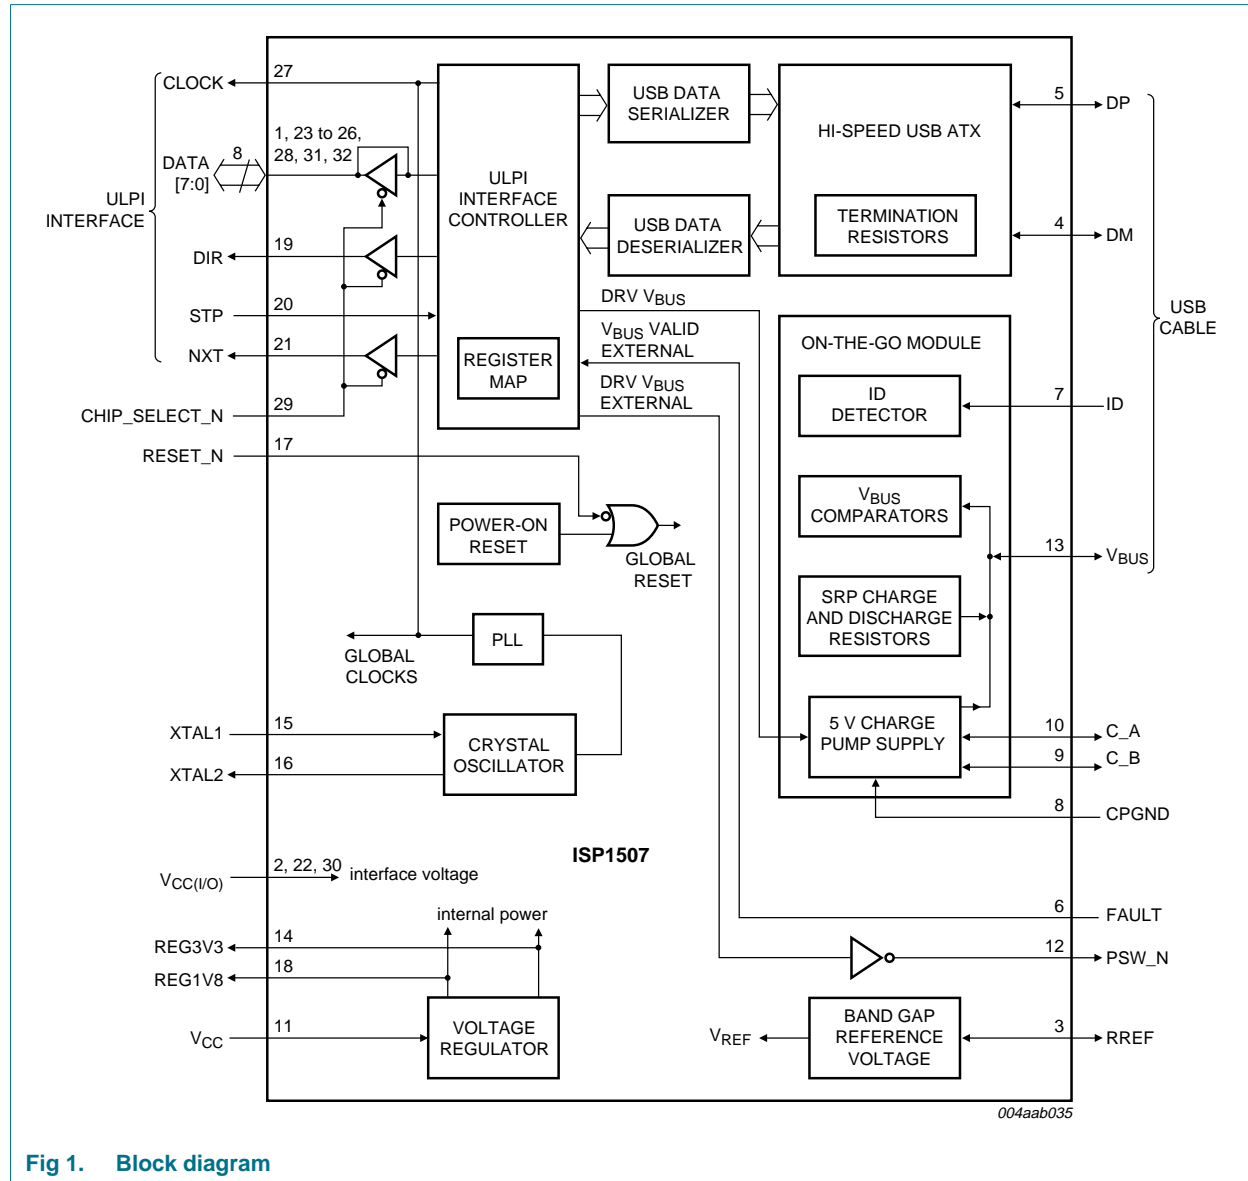 CLOCK
27
1, 23 to 26,
28, 31, 32
DATA
[7:0]
8
ULPI
INTERFACE
DIR
19
STP
20
NXT
21
CHIP_SELECT_N
29
RESET_N
17
ULPI
INTERFACE
CONTROLLER
REGISTER
MAP
USB DATA
SERIALIZER
USB DATA
DESERIALIZER
HI-SPEED USB ATX
TERMINATION
RESISTORS
5
DP
4
DM
USB
CABLE
DRV VBUS
VBUS VALID
EXTERNAL
DRV VBUS
EXTERNAL
ON-THE-GO MODULE
ID
DETECTOR
7
ID
VBUS
COMPARATORS
13
VBUS
SRP CHARGE
AND DISCHARGE
RESISTORS
5 V CHARGE
PUMP SUPPLY
10
C_A
9
C_B
8
CPGND
POWER-ON
RESET
GLOBAL
RESET
PLL
GLOBAL
CLOCKS
XTAL1
15
XTAL2
16
CRYSTAL
OSCILLATOR
ISP1507
VCC(I/O)
2, 22, 30
interface voltage
internal power
REG3V3
14
REG1V8
18
VCC
11
VOLTAGE
REGULATOR
6
FAULT
12
PSW_N
VREF
BAND GAP
REFERENCE
VOLTAGE
3
RREF
004aab035
Fig 1. Block diagram